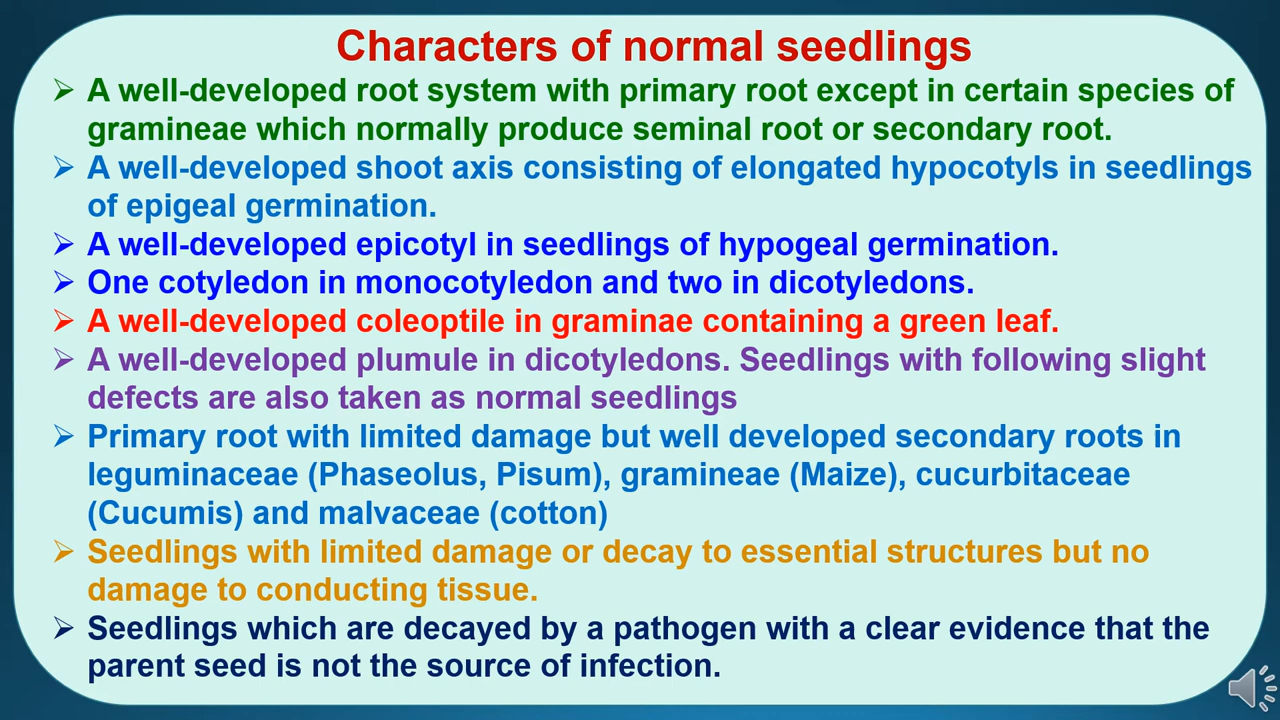 Characters of normal seedlings
➢ A well-developed root system with primary root except in certain species of
gramineae which normally produce seminal root or secondary root.
➢ A well-developed shoot axis consisting of elongated hypocotyls in seedlings
of epigeal germination.
➢ A well-developed epicotyl in seedlings of hypogeal germination.
➢ One cotyledon in monocotyledon and two in dicotyledons.
➢ A well-developed coleoptile in graminae containing a green leaf.
➢ A well-developed plumule in dicotyledons. Seedlings with following slight
defects are also taken as normal seedlings
➢ Primary root with limited damage but well developed secondary roots in
leguminaceae (Phaseolus, Pisum), gramineae (Maize), cucurbitaceae
(Cucumis) and malvaceae (cotton)
➢ Seedlings with limited damage or decay to essential structures but no
damage to conducting tissue.
➢ Seedlings which are decayed by a pathogen with a clear evidence that the
parent seed is not the source of infection.